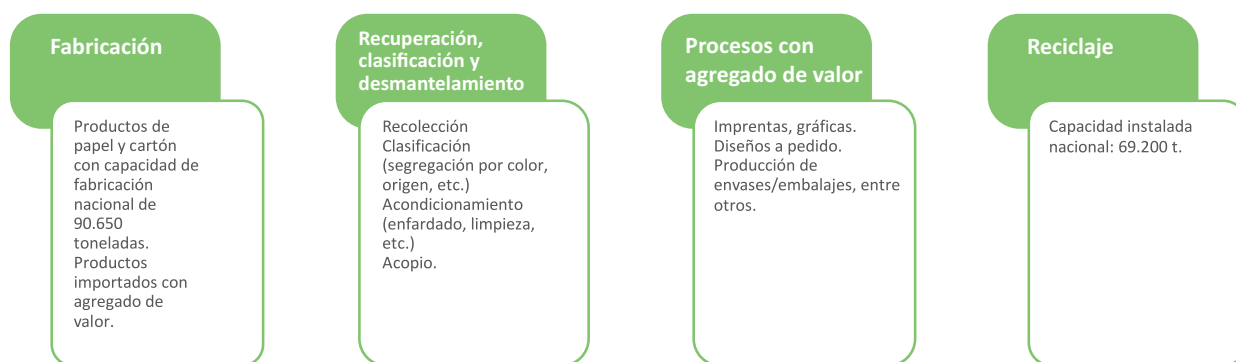 Fabricación
Productos de
papel y cartón
con capacidad de
fabricación
nacional de
90.650
toneladas.
Productos
importados con
agregado de
valor.
Recuperación,
clasificación y
desmantelamiento
Recolección
Clasificación
(segregación por color,
origen, etc.)
Acondicionamiento
(enfardado, limpieza,
etc.)
Acopio.
Procesos con
agregado de valor
Imprentas, gráficas.
Diseños a pedido.
Producción de
envases/embalajes, entre
otros.
Reciclaje
Capacidad instalada
nacional: 69.200 t.